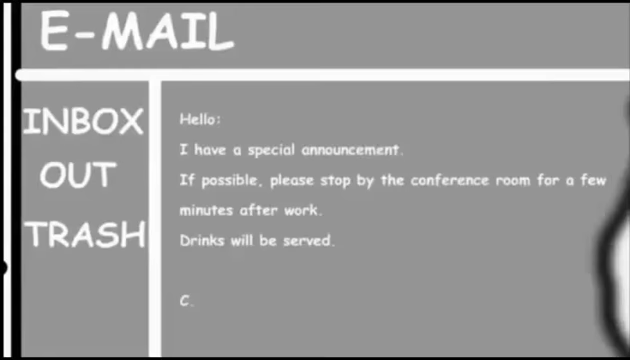 E-MAIL
INBOX
OUT
TRASH
Hello:
I have a special announcement.
If possible, please stop by the conference room for a few
minutes after work.
Drinks will be served.
C.